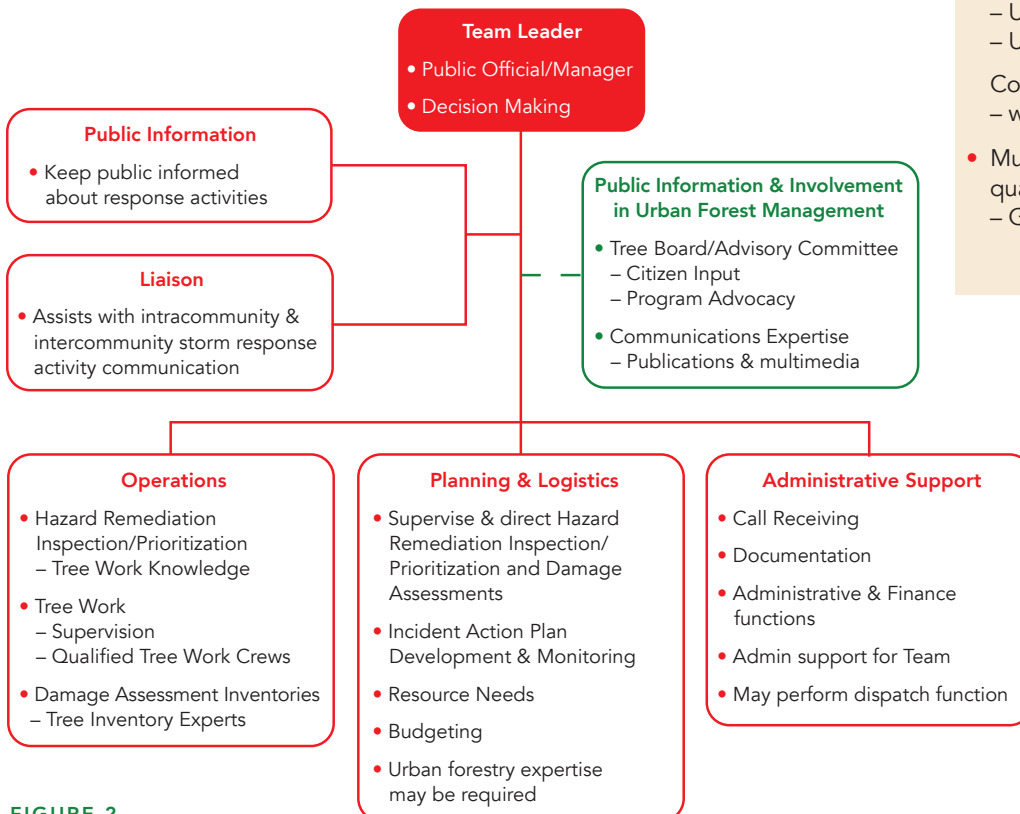 Team Leader
• Public Official/Manager
• Decision Making
Public Information
• Keep public informed
about response activities
Liaison
• Assists with intracommunity &
intercommunity storm response
activity communication
Public Information & Involvement
in Urban Forest Management
• Tree Board/Advisory Committee
– Citizen Input
– Program Advocacy
• Communications Expertise
– Publications & multimedia
Operations
• Hazard Remediation
Inspection/Prioritization
– Tree Work Knowledge
• Tree Work
– Supervision
– Qualified Tree Work Crews
• Damage Assessment Inventories
– Tree Inventory Experts
Planning & Logistics
• Supervise & direct Hazard
Remediation Inspection/
Prioritization and Damage
Assessments
• Incident Action Plan
Development & Monitoring
• Resource Needs
• Budgeting
• Urban forestry expertise
may be required
Administrative Support
• Call Receiving
• Documentation
• Administrative & Finance
functions
• Admin support for Team
• May perform dispatch function
FIGURE 2